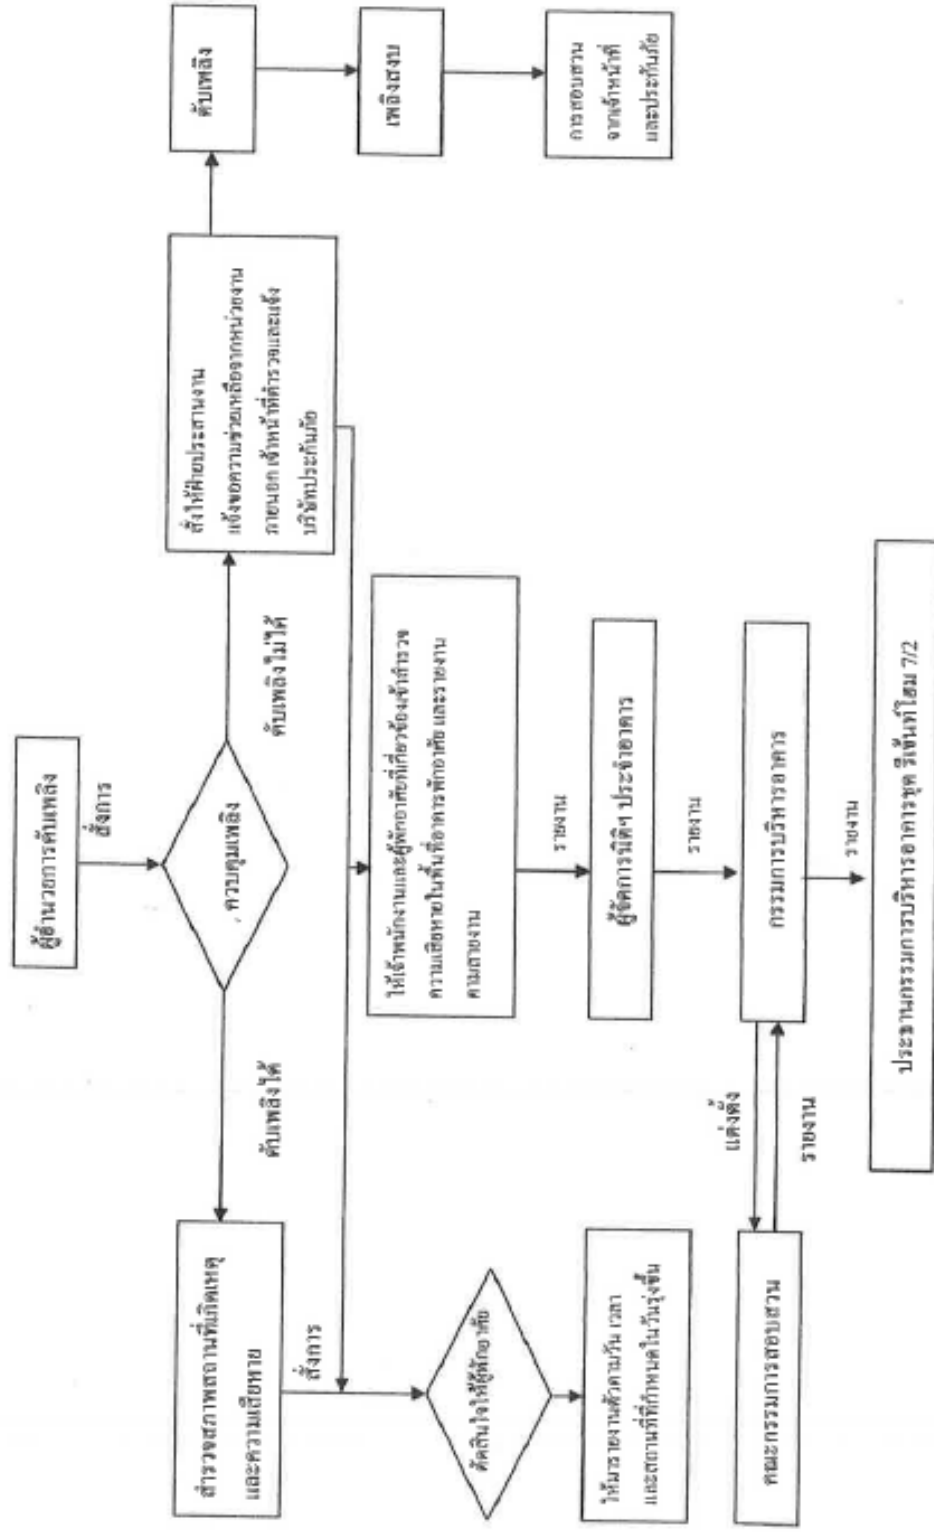 ผู้อำนวยการดับเพลิง
สั่งการ
ควบคุมเพลิง
ดับเพลิงได้
ดับเพลิงไม่ได้
สำรวจสภาพสถานที่เกิดเหตุ
และความเสียหาย
สั่งการ
สั่งให้ฝ่ายประสานงาน
แจ้งขอความช่วยเหลือจากหน่วยงาน
ภายนอก เจ้าหน้าที่ตำรวจและแจ้ง
บริษัทประกันภัย
ดับเพลิง
เพลิงสงบ
การสอบสวน
จากเจ้าหน้าที่
และประกันภัย
ให้เจ้าพนักงานและผู้พักอาศัยที่เกี่ยวข้องเข้าสำรวจ
ความเสียหายในพื้นที่อาคารพักอาศัย และรายงาน
ตามสายงาน
รายงาน
ตัดสินใจให้ผู้พักอาศัย
ให้มารายงานตัวตามวัน เวลา
และสถานที่ที่กำหนดในวันรุ่งขึ้น
ผู้จัดการนิติฯ ประจำอาคาร
รายงาน
คณะกรรมการสอบสวน
แต่งตั้ง
รายงาน
กรรมการบริหารอาคาร
รายงาน
ประธานกรรมการบริหารอาคารชุด รีเจ้นท์โฮม 7/2